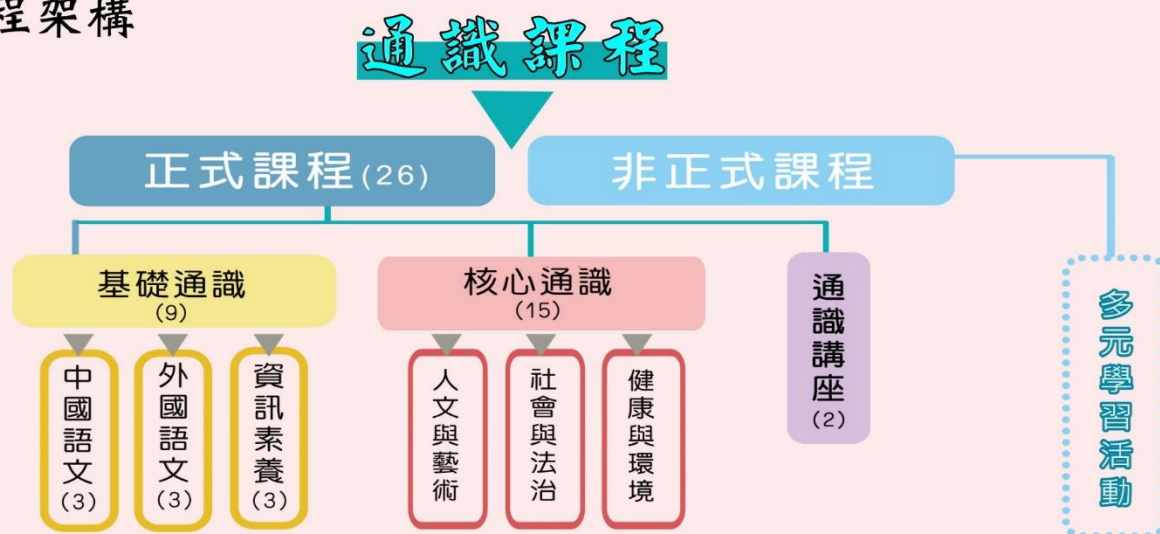 程架構
通識課程
正式課程(26)
非正式課程
基礎通識
(9)
核心通識
(15)
通識講座
(2)
多元學習活動
中國語文
(3)
外國語文
(3)
資訊素養
(3)
人文與藝術
社會與法治
健康與環境